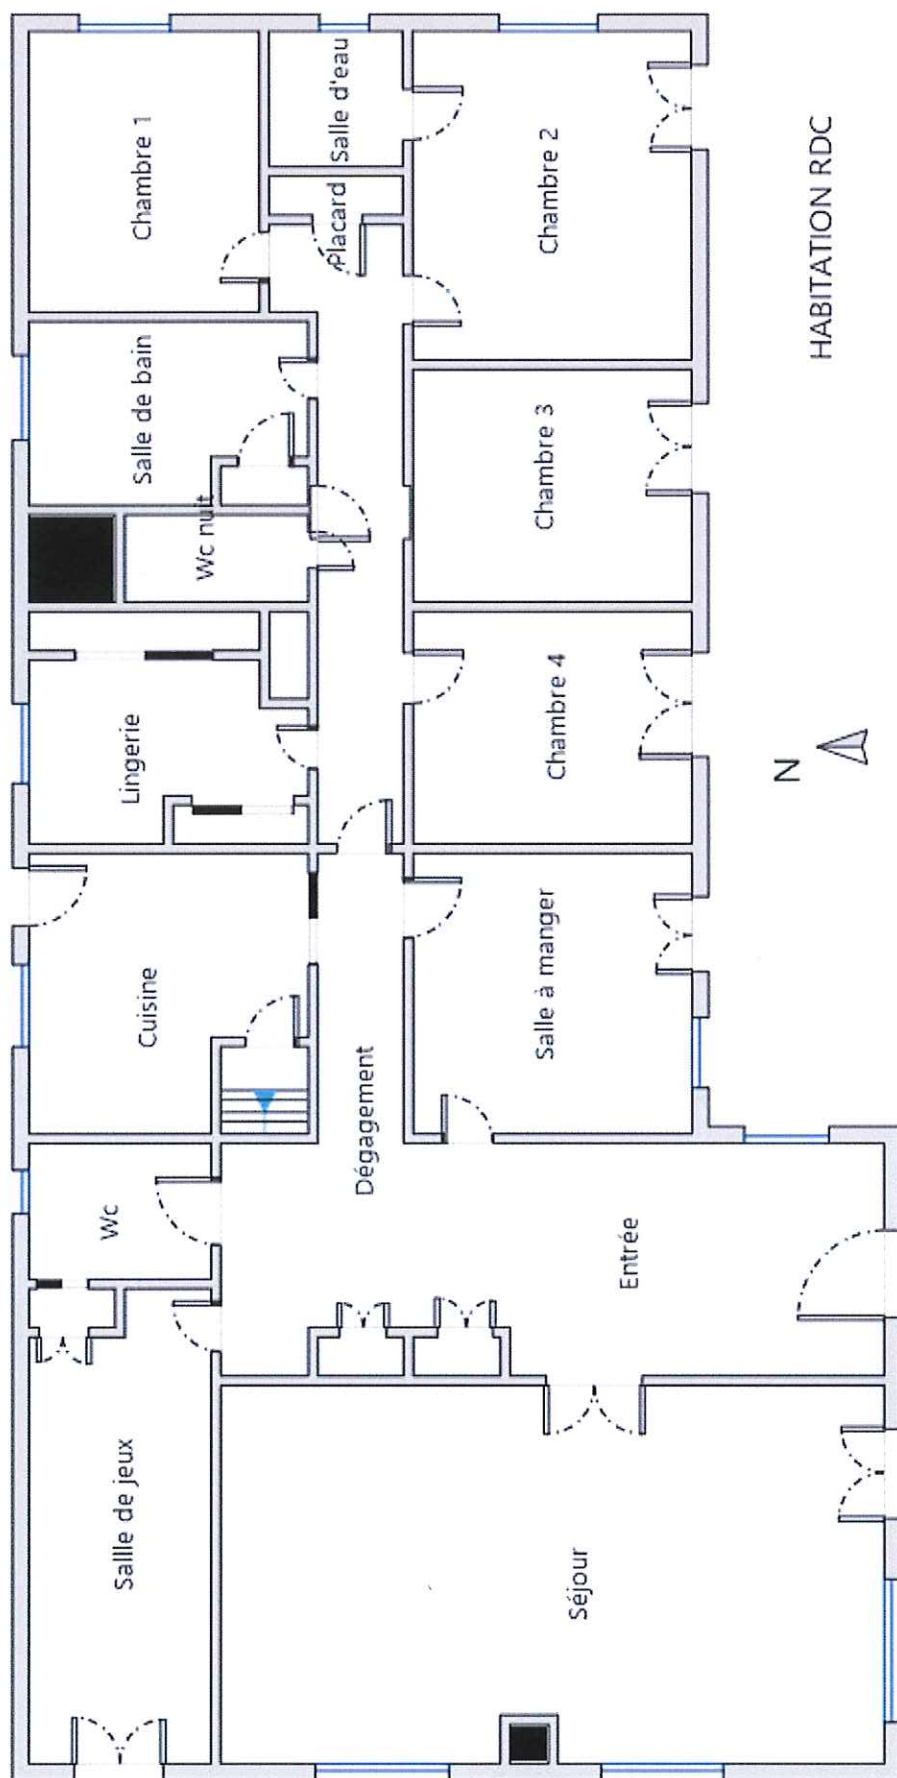 Sallle de jeux
Wc
Cuisine
Lingerie
Wc nuit
Salle de bain
Chambre 1
Salle d'eau
Placard
Dégagement
Séjour
Entrée
Salle à manger
Chambre 4
Chambre 3
Chambre 2
N
HABITATION RDC